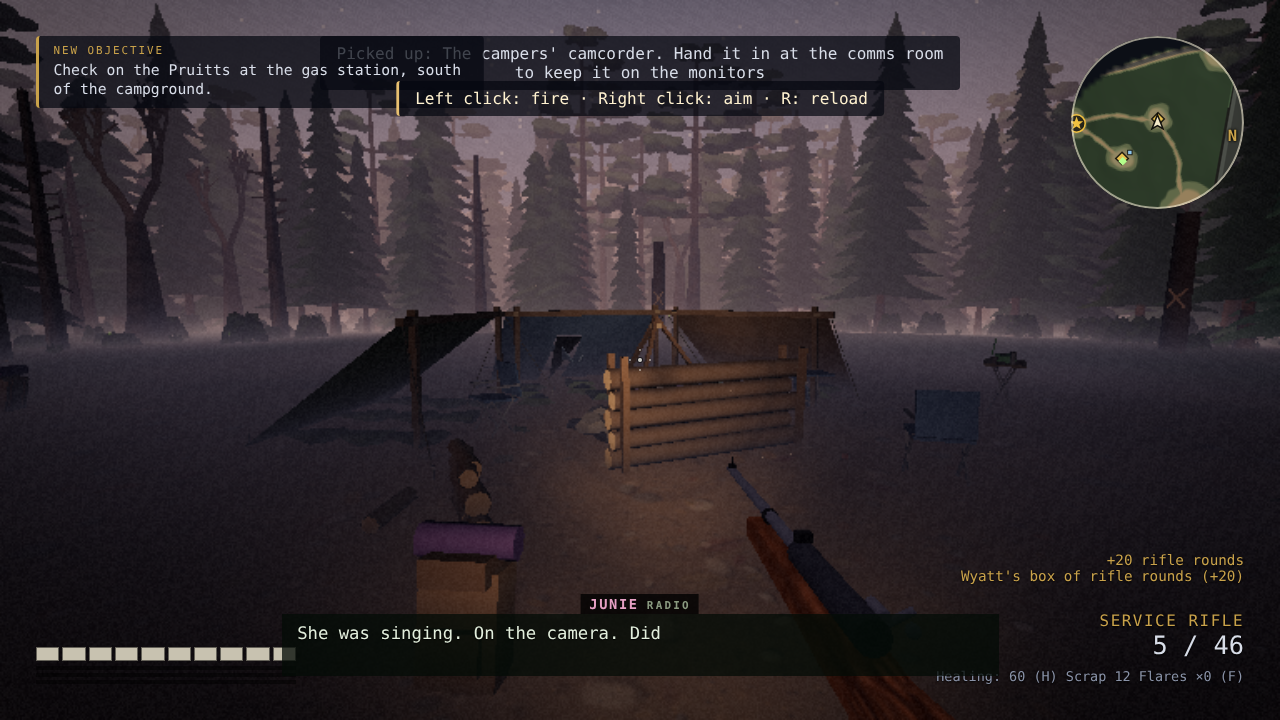 NEW OBJECTIVE
Check on the Pruitts at the gas station, south
of the campground.
Picked up: The campers' camcorder. Hand it in at the comms room
to keep it on the monitors
Left click: fire · Right click: aim · R: reload
N
+20 rifle rounds
Wyatt's box of rifle rounds (+20)
SERVICE RIFLE
5 / 46
Healing: 60 (H) Scrap 12 Flares ×0 (F)
JUNIE RADIO
She was singing. On the camera. Did